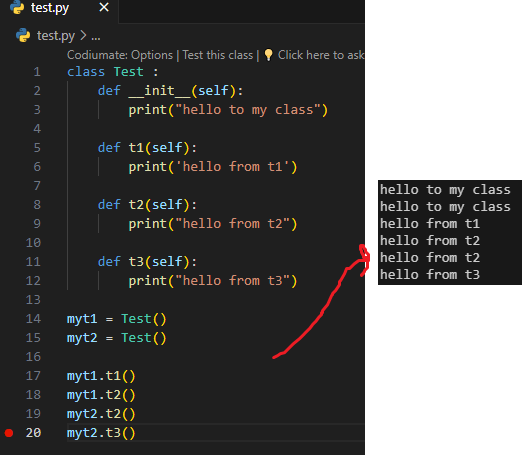 test.py ×
test.py > ...
Codiumate: Options | Test this class | 💡 Click here to ask
1 class Test :
2     def __init__(self):
3         print("hello to my class")
4
5     def t1(self):
6         print('hello from t1')
7
8     def t2(self):
9         print("hello from t2")
10
11     def t3(self):
12         print("hello from t3")
13
14 myt1 = Test()
15 myt2 = Test()
16
17 myt1.t1()
18 myt1.t2()
19 myt2.t2()
20 myt2.t3()
hello to my class
hello to my class
hello from t1
hello from t2
hello from t2
hello from t3